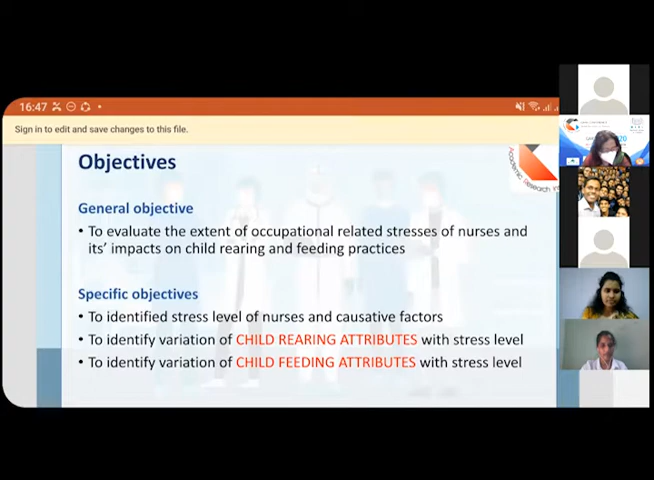 16:47
Sign in to edit and save changes to this file.
Objectives
General objective
• To evaluate the extent of occupational related stresses of nurses and
its' impacts on child rearing and feeding practices
Specific objectives
• To identified stress level of nurses and causative factors
• To identify variation of CHILD REARING ATTRIBUTES with stress level
• To identify variation of CHILD FEEDING ATTRIBUTES with stress level
Academic Research In